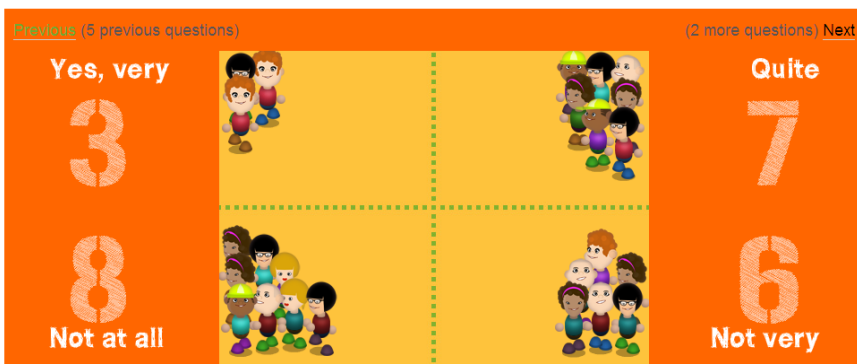 Previous (5 previous questions)
(2 more questions) Next
Yes, very
3
Quite
7
8
Not at all
6
Not very